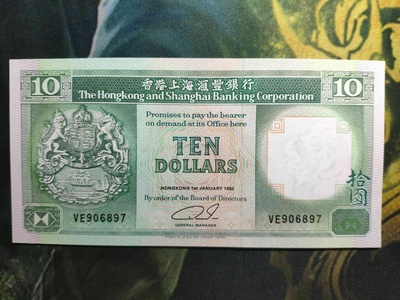 10 香港上海滙豐銀行 10
The Hongkong and Shanghai Banking Corporation
Promises to pay the bearer
on demand at its Office here
TEN
DOLLARS
拾圓
HONGKONG 1st JANUARY 1992
By order of the Board of Directors
VE906897 VE906897
GENERAL MANAGER